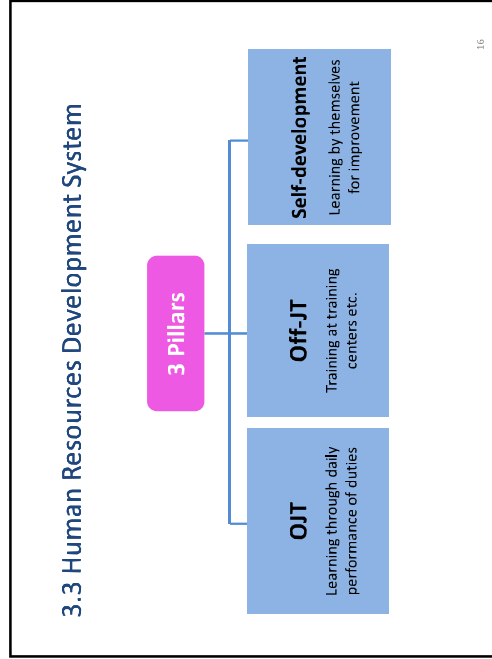 3.3 Human Resources Development System
3 Pillars
OJT
Learning through daily
performance of duties
Off-JT
Training at training
centers etc.
Self-development
Learning by themselves
for improvement
16